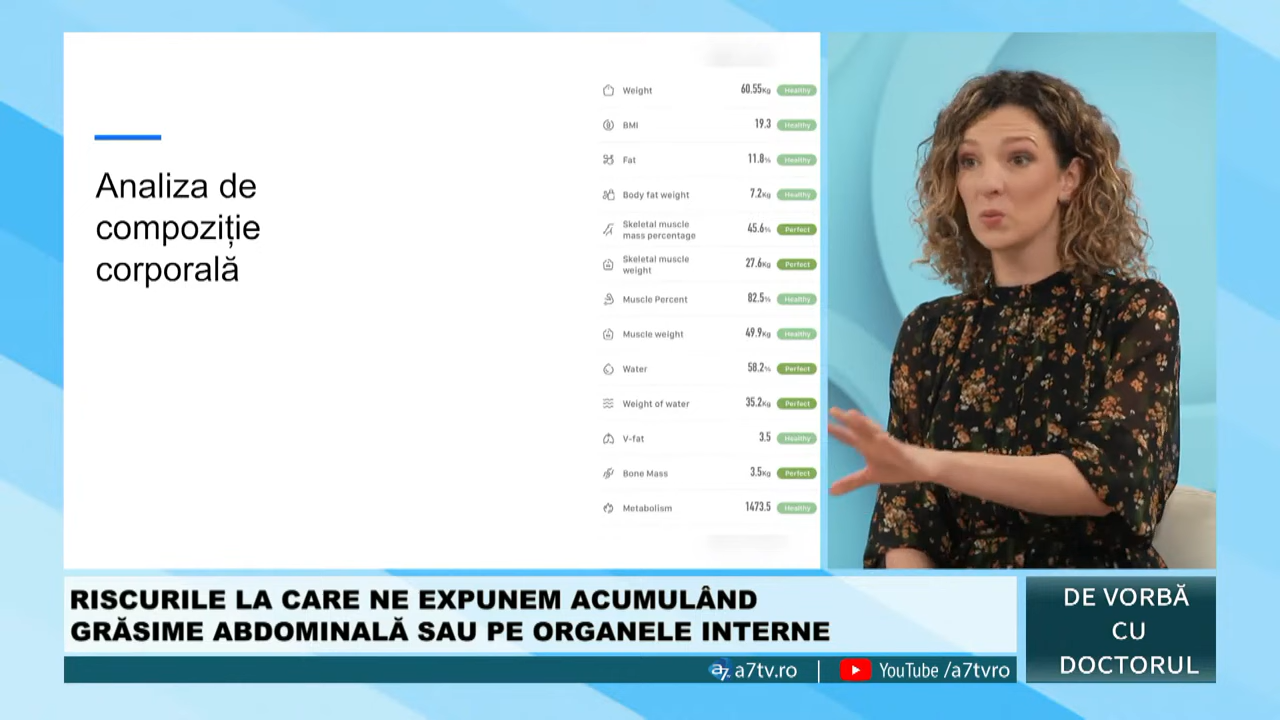 Analiza de
compoziție
corporală
Weight 60.55Kg Healthy
BMI 19.3 Healthy
Fat 11.8% Healthy
Body fat weight 7.2Kg Healthy
Skeletal muscle
mass percentage 45.6% Perfect
Skeletal muscle
weight 27.6Kg Perfect
Muscle Percent 82.5% Healthy
Muscle weight 49.9Kg Healthy
Water 58.2% Perfect
Weight of water 35.2Kg Perfect
V-fat 3.5 Healthy
Bone Mass 3.5Kg Perfect
Metabolism 1473.5 Healthy
RISCURILE LA CARE NE EXPUNEM ACUMULÂND
GRĂSIME ABDOMINALĂ SAU PE ORGANELE INTERNE
DE VORBĂ
CU
DOCTORUL
a7 a7tv.ro | YouTube /a7tvro